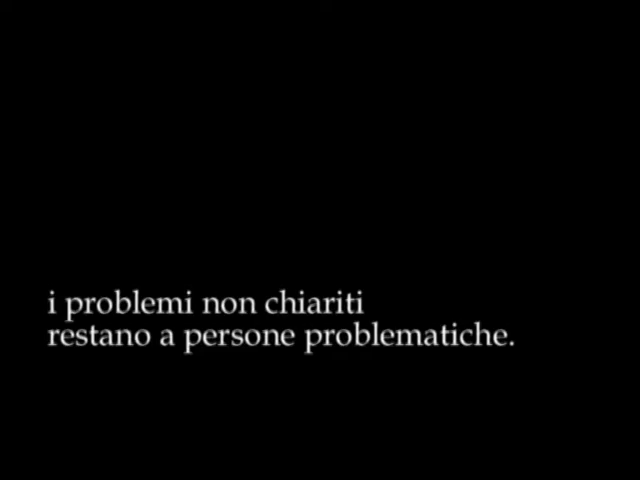 i problemi non chiariti
restano a persone problematiche.